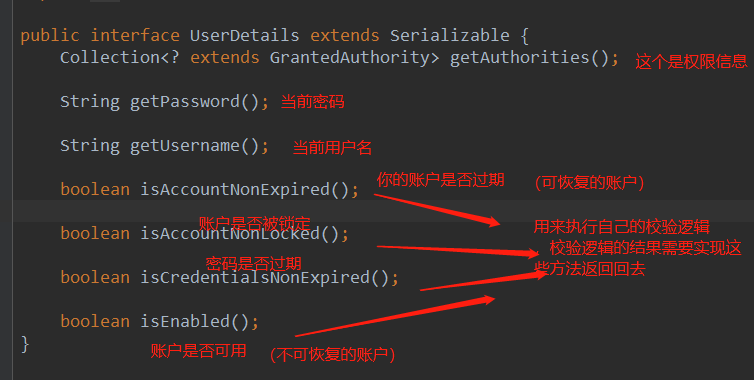 public interface UserDetails extends Serializable {
Collection<? extends GrantedAuthority> getAuthorities(); 这个是权限信息
String getPassword(); 当前密码
String getUsername(); 当前用户名
你的账户是否过期 (可恢复的账户)
boolean isAccountNonExpired();
账户是否被锁定
用来执行自己的校验逻辑
boolean isAccountNonLocked();
校验逻辑的结果需要实现这
些方法返回回去
密码是否过期
boolean isCredentialsNonExpired();
boolean isEnabled();
账户是否可用 (不可恢复的账户)
}